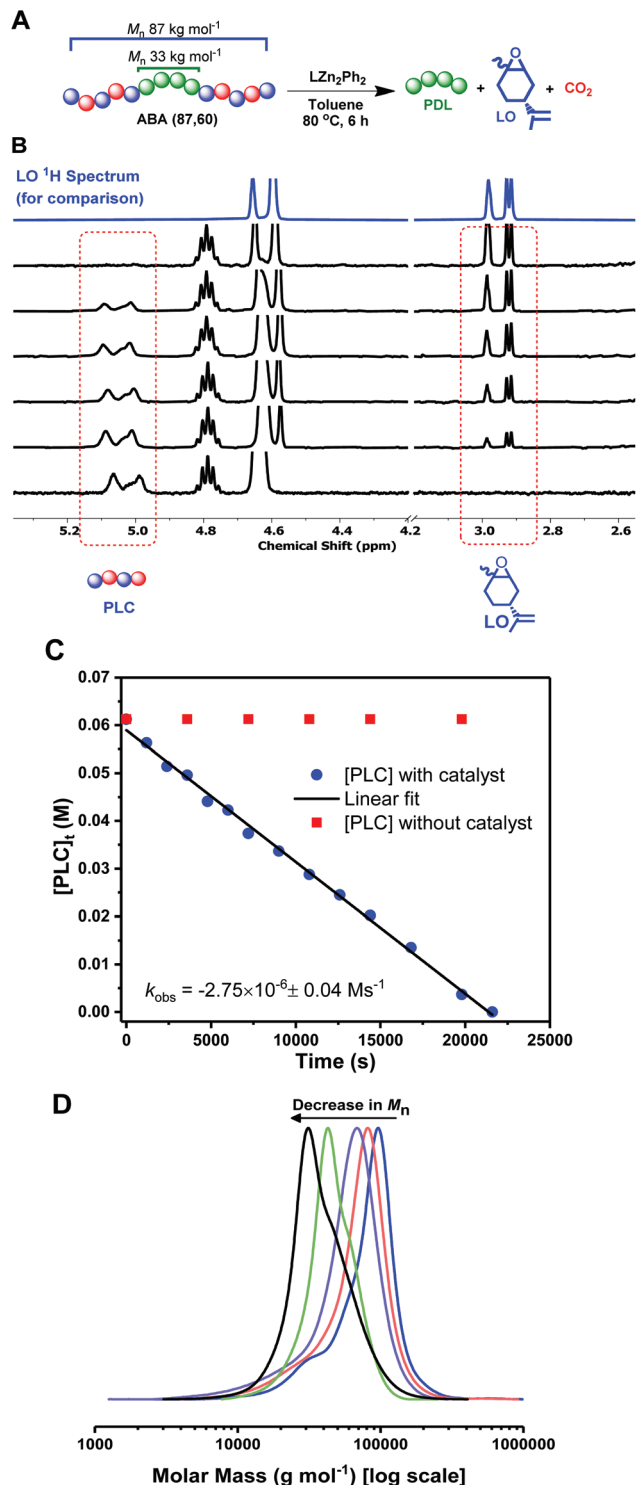 A
Mn 87 kg mol-1
Mn 33 kg mol-1
ABA (87,60)
LZn2Ph2
Toluene
80 °C, 6 h
PDL
+
O
LO
+
CO2
B
LO 1H Spectrum
(for comparison)
5.2 5.0 4.8 4.6 4.4 4.2 3.0 2.8 2.6
Chemical Shift (ppm)
PLC
O
LO
C
0.07
0.06
0.05
0.04
0.03
0.02
0.01
0.00
[PLC]t (M)
[PLC] with catalyst
Linear fit
[PLC] without catalyst
kobs = -2.75×10-6± 0.04 Ms-1
0 5000 10000 15000 20000 25000
Time (s)
D
Decrease in Mn
1000 10000 100000 1000000
Molar Mass (g mol-1) [log scale]